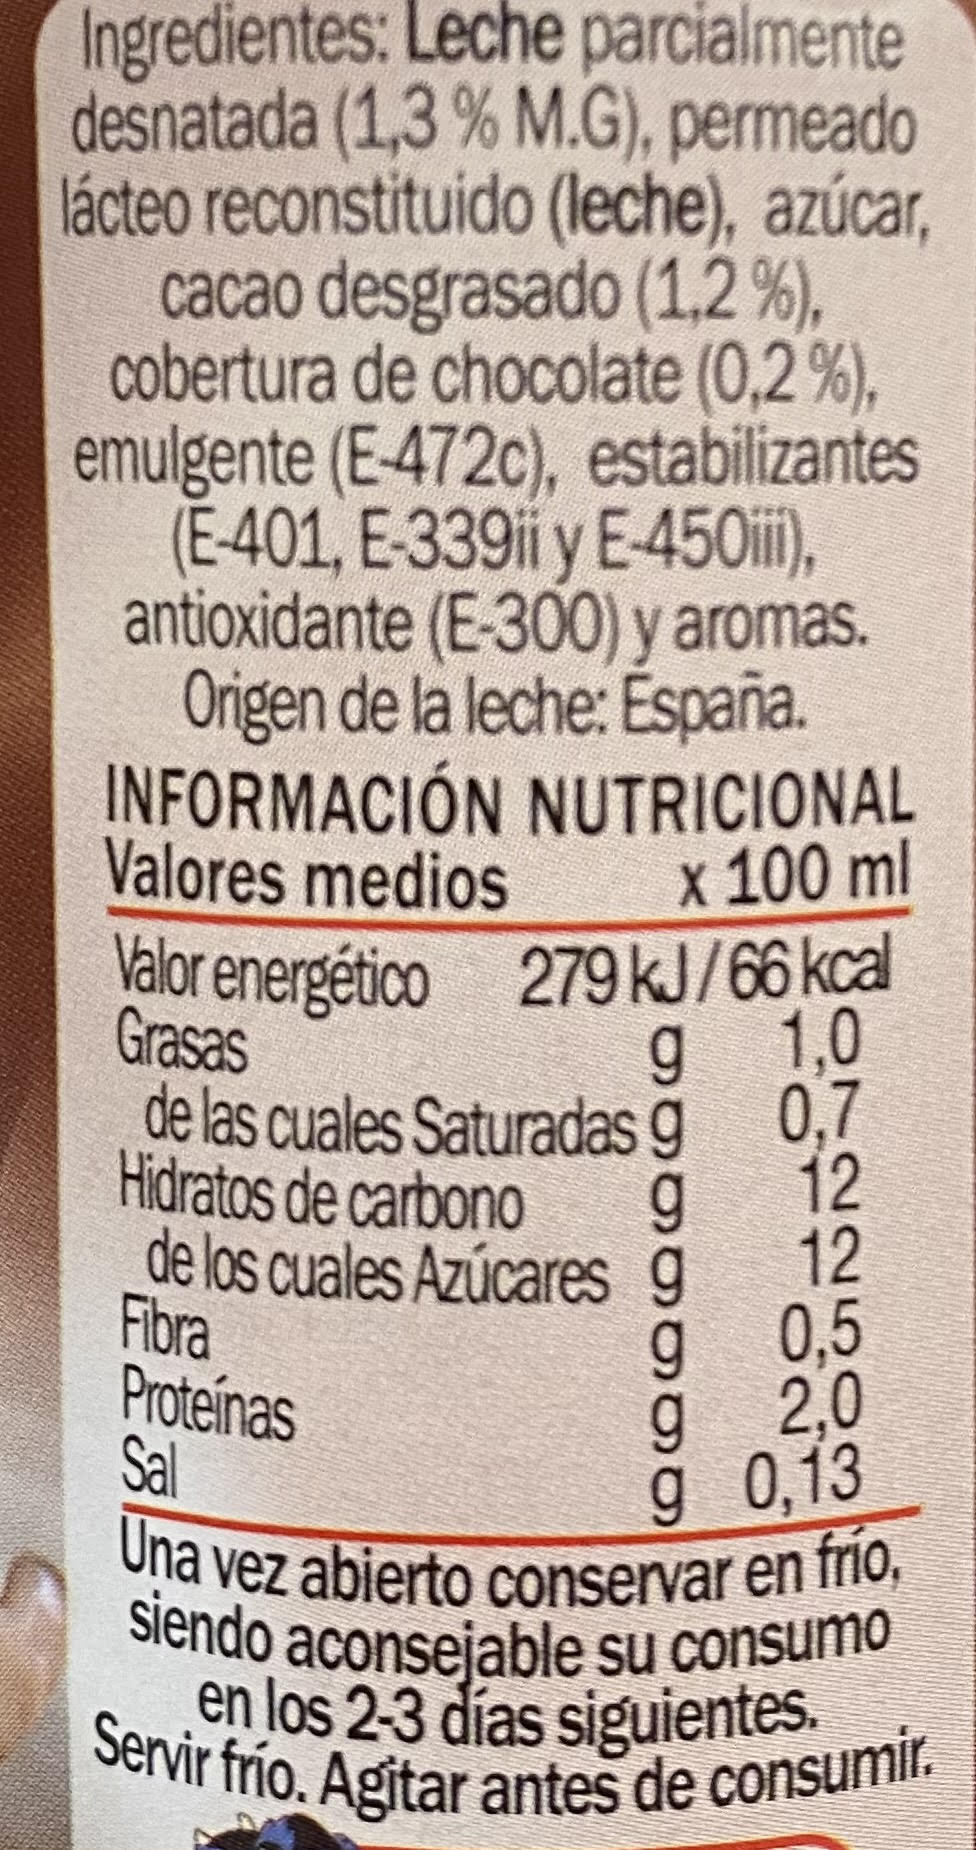 Ingredientes: Leche parcialmente
desnatada (1,3 % M.G), permeado
lácteo reconstituido (leche), azúcar,
cacao desgrasado (1,2 %),
cobertura de chocolate (0,2 %),
emulgente (E-472c), estabilizantes
(E-401, E-339ii y E-450iii),
antioxidante (E-300) y aromas.
Origen de la leche: España.
INFORMACIÓN NUTRICIONAL
Valores medios x 100 ml
Valor energético 279 kJ/66 kcal
Grasas g 1,0
de las cuales Saturadas g 0,7
Hidratos de carbono g 12
de los cuales Azúcares g 12
Fibra g 0,5
Proteínas g 2,0
Sal g 0,13
Una vez abierto conservar en frío,
siendo aconsejable su consumo
en los 2-3 días siguientes.
Servir frío. Agitar antes de consumir.